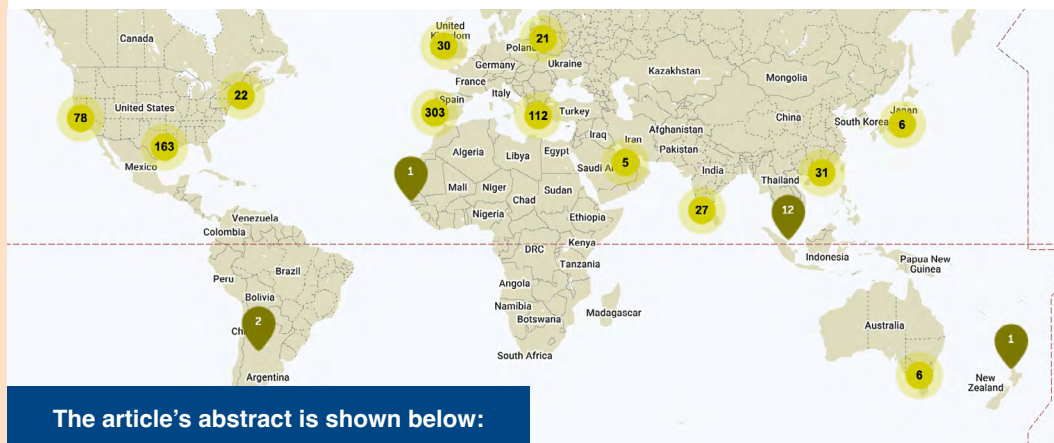 Canada
United
Kingdom
30
21
Poland
Germany
Ukraine
Kazakhstan
Mongolia
France
22
78
United States
Spain
Italy
303
112
Turkey
China
South Korea
Japan
6
163
Mexico
Algeria
Libya
Egypt
Iraq
Iran
Afghanistan
Pakistan
Saudi
5
India
Thailand
31
1
Mali
Niger
Chad
Sudan
27
12
Nigeria
Ethiopia
Venezuela
Colombia
DRC
Kenya
Tanzania
Indonesia
Papua New
Guinea
Peru
Brazil
Angola
Bolivia
Namibia
Botswana
Madagascar
2
Australia
1
South Africa
Argentina
6
New
Zealand
The article's abstract is shown below: